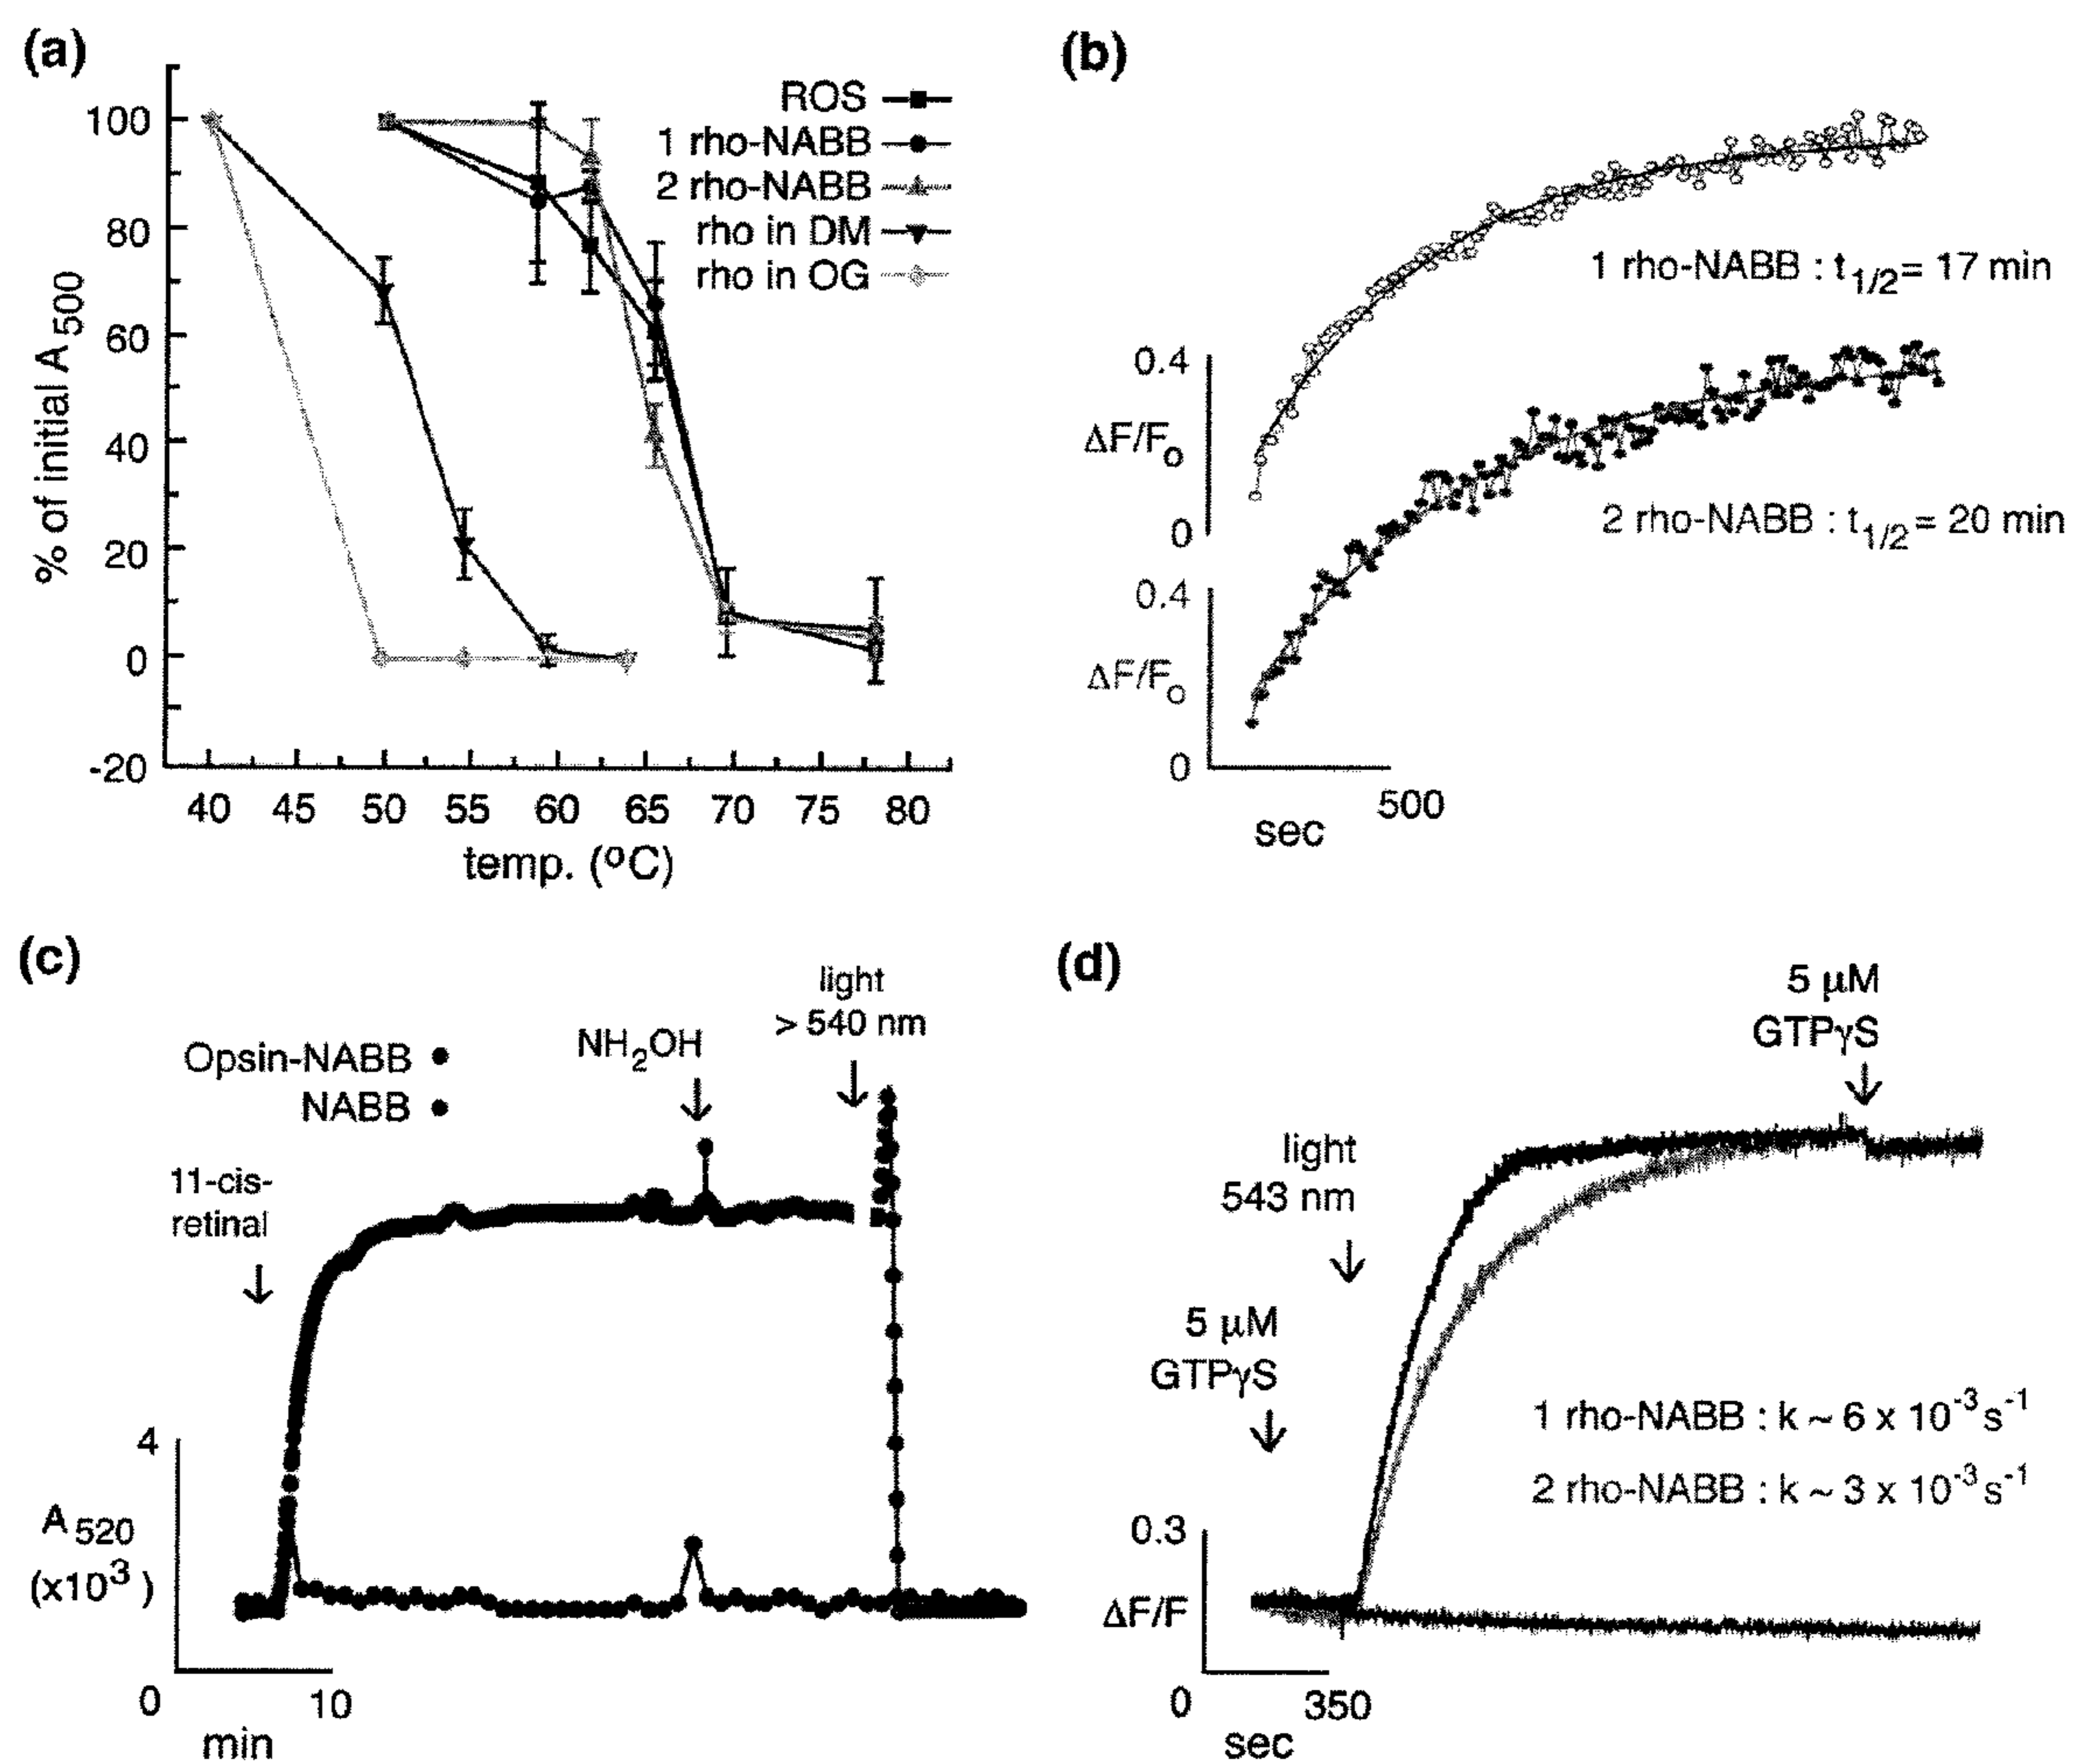 (a)
100
80
60
40
20
0
-20
% of initial A500
40 45 50 55 60 65 70 75 80
temp. (oC)
ROS
1 rho-NABB
2 rho-NABB
rho in DM
rho in OG
(b)
1 rho-NABB : t1/2= 17 min
0.4
ΔF/Fo
0
2 rho-NABB : t1/2= 20 min
0.4
ΔF/Fo
0
500
sec
(c)
light
> 540 nm
NH2OH
Opsin-NABB
NABB
11-cis-
retinal
4
A520
(x10³)
0
10
min
(d)
5 μM
GTPγS
light
543 nm
5 μM
GTPγS
1 rho-NABB : k ~ 6 x 10⁻³s⁻¹
2 rho-NABB : k ~ 3 x 10⁻³s⁻¹
0.3
ΔF/F
0
350
sec